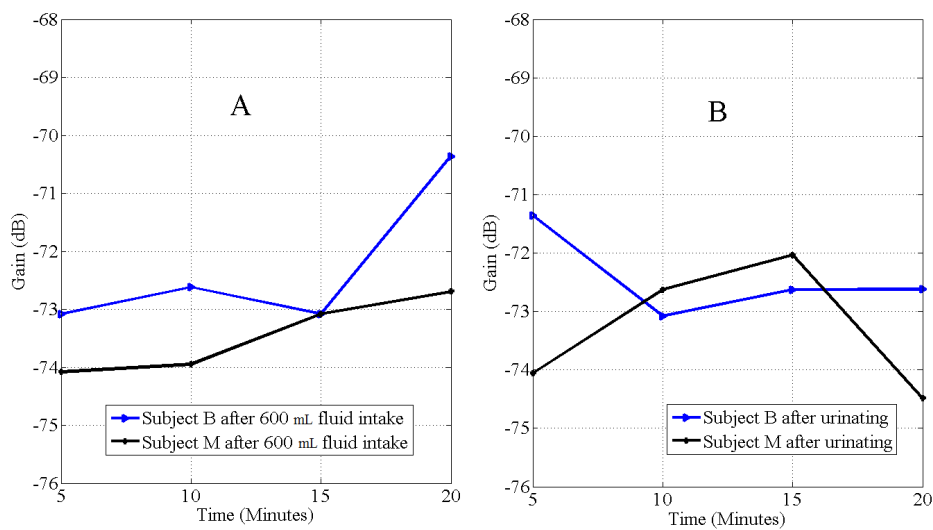 A
Gain (dB)
-68
-69
-70
-71
-72
-73
-74
-75
-76
5
10
15
20
Time (Minutes)
Subject B after 600 mL fluid intake
Subject M after 600 mL fluid intake
B
Gain (dB)
-68
-69
-70
-71
-72
-73
-74
-75
-76
5
10
15
20
Time (Minutes)
Subject B after urinating
Subject M after urinating